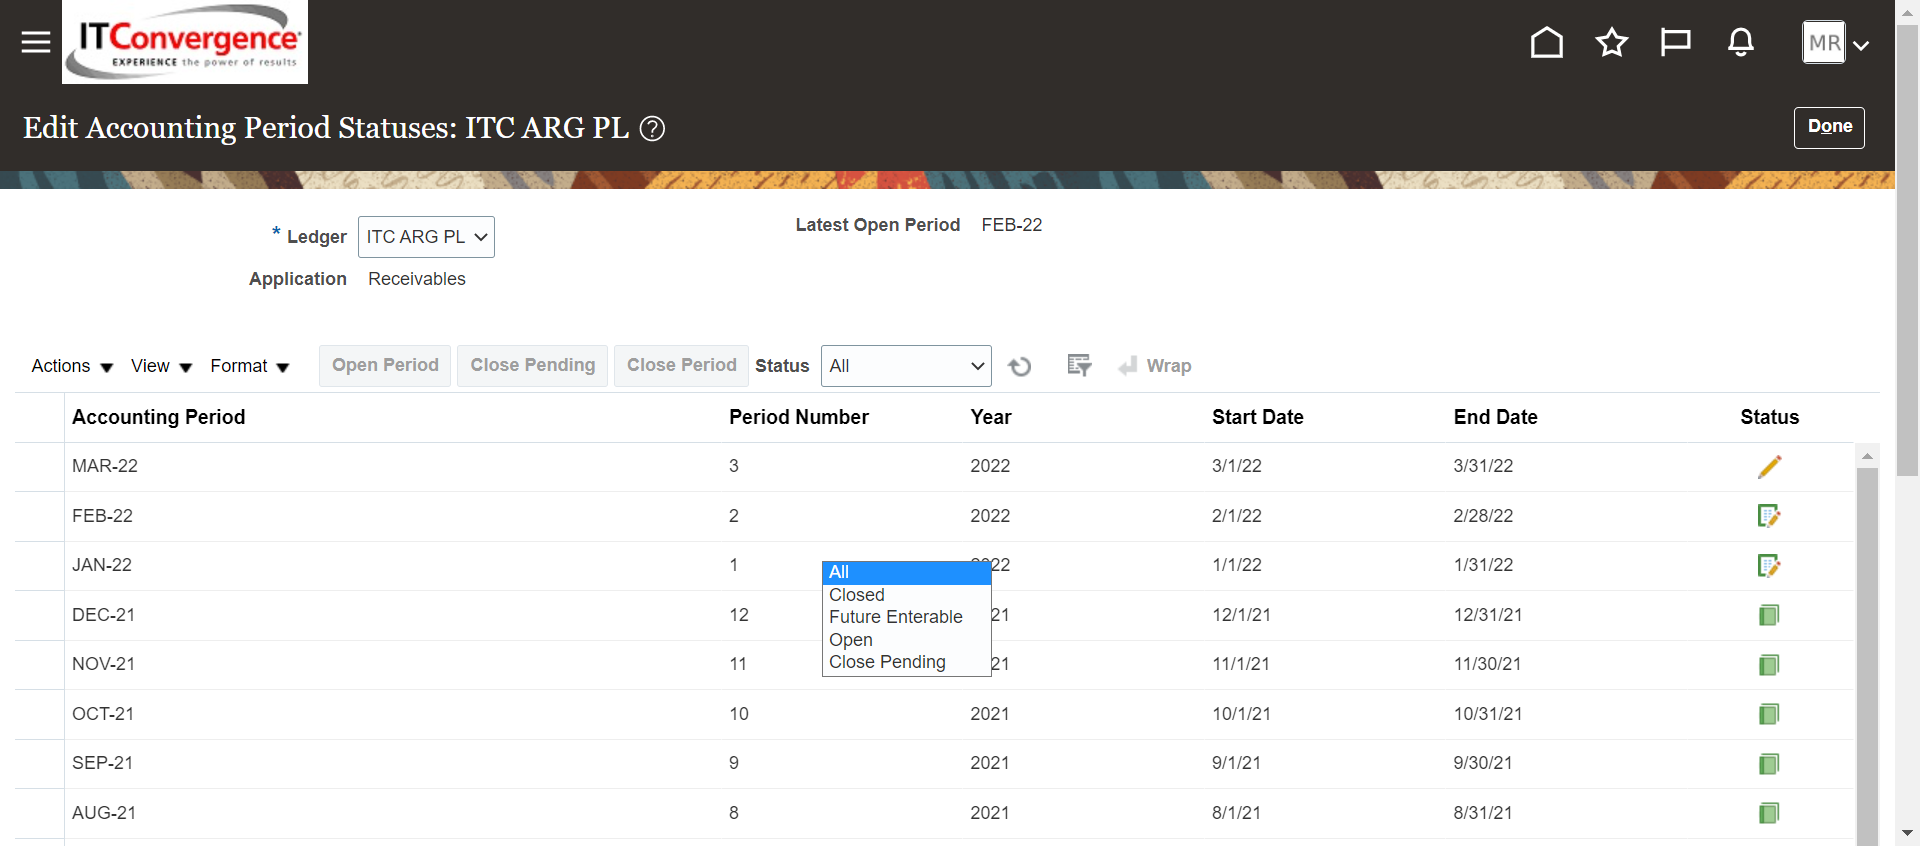 ITConvergence
EXPERIENCE the power of results
MR
Edit Accounting Period Statuses: ITC ARG PL ?
Done
* Ledger ITC ARG PL
Latest Open Period FEB-22
Application Receivables
Actions View Format Open Period Close Pending Close Period Status All Wrap
Accounting Period Period Number Year Start Date End Date Status
MAR-22 3 2022 3/1/22 3/31/22
FEB-22 2 2022 2/1/22 2/28/22
JAN-22 1 22 1/1/22 1/31/22
All
Closed
DEC-21 12 21 12/1/21 12/31/21
Future Enterable
Open
NOV-21 11 21 11/1/21 11/30/21
Close Pending
OCT-21 10 2021 10/1/21 10/31/21
SEP-21 9 2021 9/1/21 9/30/21
AUG-21 8 2021 8/1/21 8/31/21